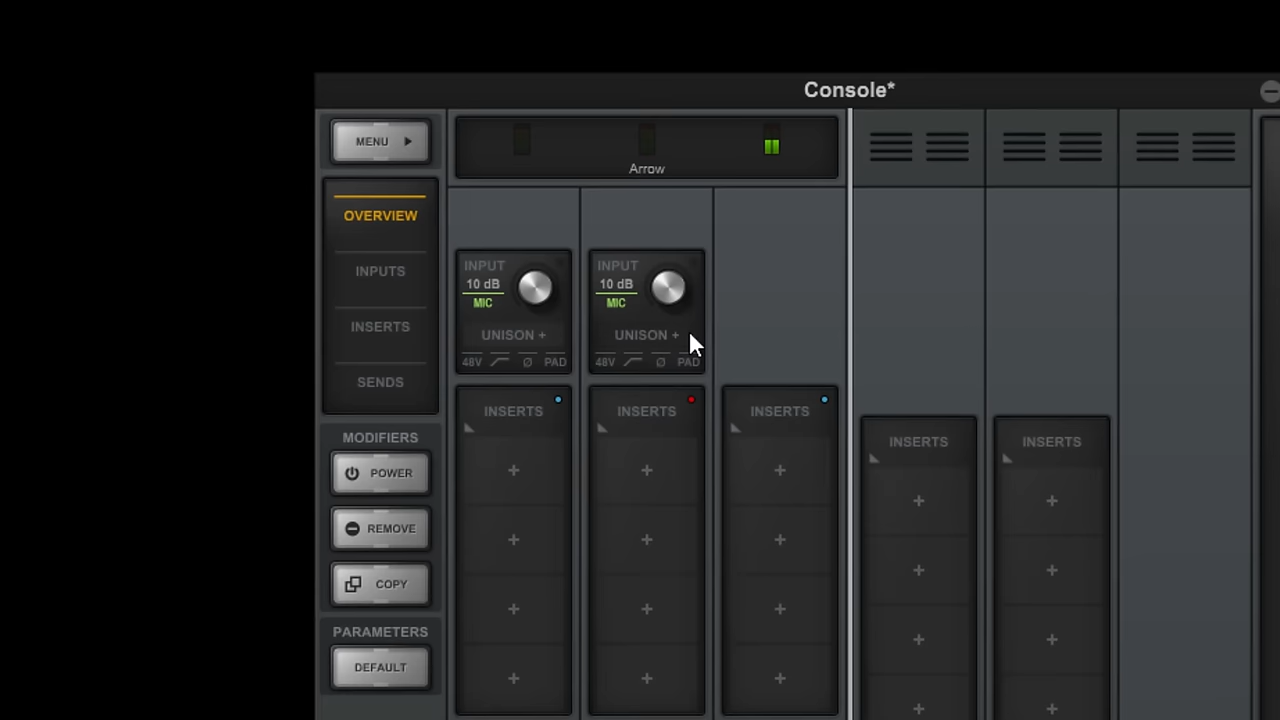 Console*
MENU
Arrow
OVERVIEW
INPUTS
INSERTS
SENDS
MODIFIERS
POWER
REMOVE
COPY
PARAMETERS
DEFAULT
INPUT
10 dB
MIC
UNISON +
48V Ø PAD
INPUT
10 dB
MIC
UNISON +
48V Ø PAD
INSERTS
+
+
+
+
INSERTS
+
+
+
+
INSERTS
+
+
+
+
INSERTS
+
+
+
+
INSERTS
+
+
+
+